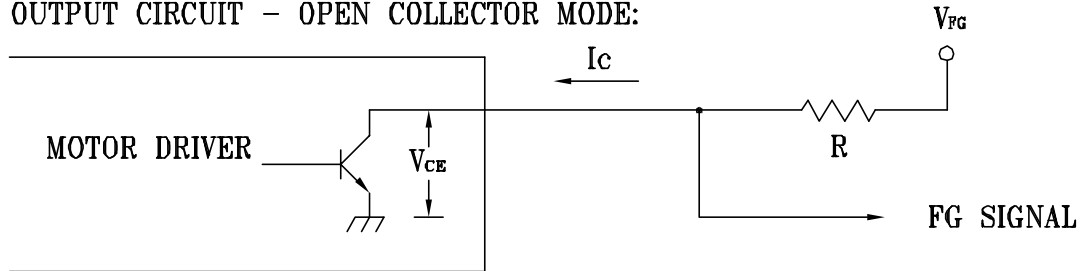 OUTPUT CIRCUIT – OPEN COLLECTOR MODE:
VFG
Ic
MOTOR DRIVER
VCE
R
FG SIGNAL